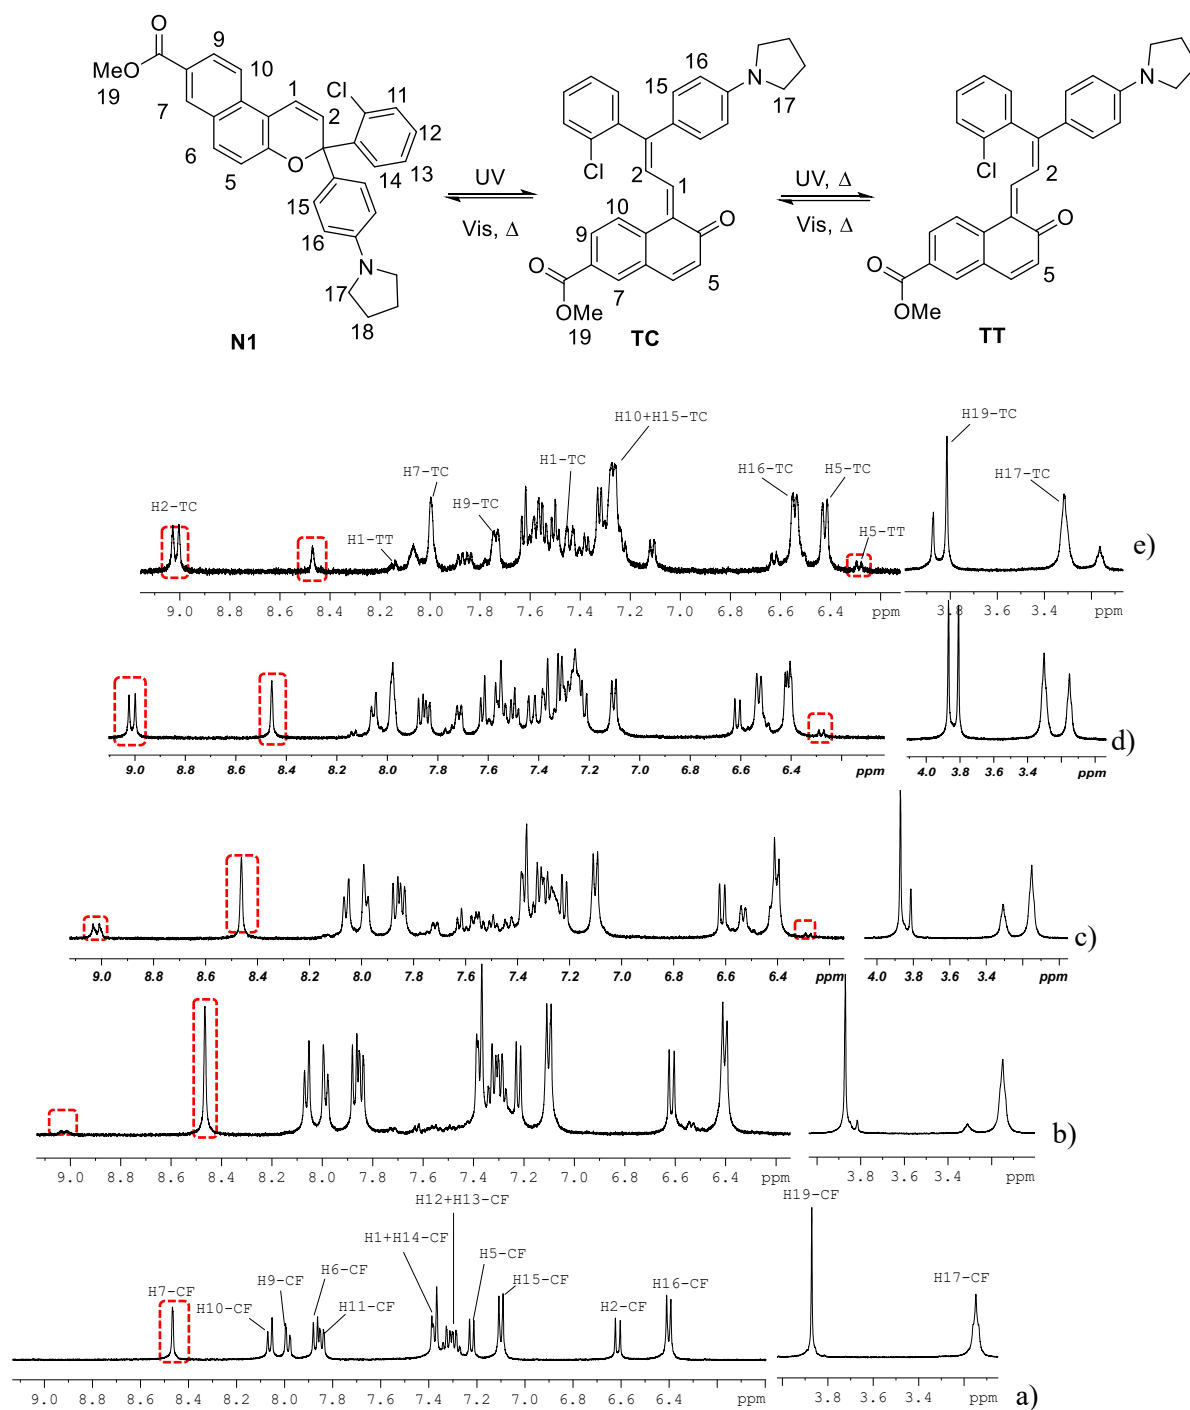 O
O
MeO
19
9
10
7
6
5
1
2
Cl
11
12
13
14
O
15
16
N
17
18
N1
UV
Vis, Δ
16
N
15
17
Cl
2
1
10
O
9
O
7
5
OMe
19
TC
UV, Δ
Vis, Δ
N
Cl
2
O
O
5
OMe
TT
H2-TC
H1-TT
H7-TC
H9-TC
H1-TC
H10+H15-TC
H16-TC
H5-TC
H5-TT
H19-TC
H17-TC
e)
9.0 8.8 8.6 8.4 8.2 8.0 7.8 7.6 7.4 7.2 7.0 6.8 6.6 6.4 ppm
3.8 3.6 3.4 ppm
d)
9.0 8.8 8.6 8.4 8.2 8.0 7.8 7.6 7.4 7.2 7.0 6.8 6.6 6.4 ppm
4.0 3.8 3.6 3.4 ppm
c)
9.0 8.8 8.6 8.4 8.2 8.0 7.8 7.6 7.4 7.2 7.0 6.8 6.6 6.4 ppm
4.0 3.8 3.6 3.4 ppm
b)
9.0 8.8 8.6 8.4 8.2 8.0 7.8 7.6 7.4 7.2 7.0 6.8 6.6 6.4 ppm
3.8 3.6 3.4 ppm
H7-CF
H10-CF
H9-CF
H6-CF
H11-CF
H1+H14-CF
H12+H13-CF
H5-CF
H15-CF
H2-CF
H16-CF
H19-CF
H17-CF
9.0 8.8 8.6 8.4 8.2 8.0 7.8 7.6 7.4 7.2 7.0 6.8 6.6 6.4 ppm
3.8 3.6 3.4 ppm
a)